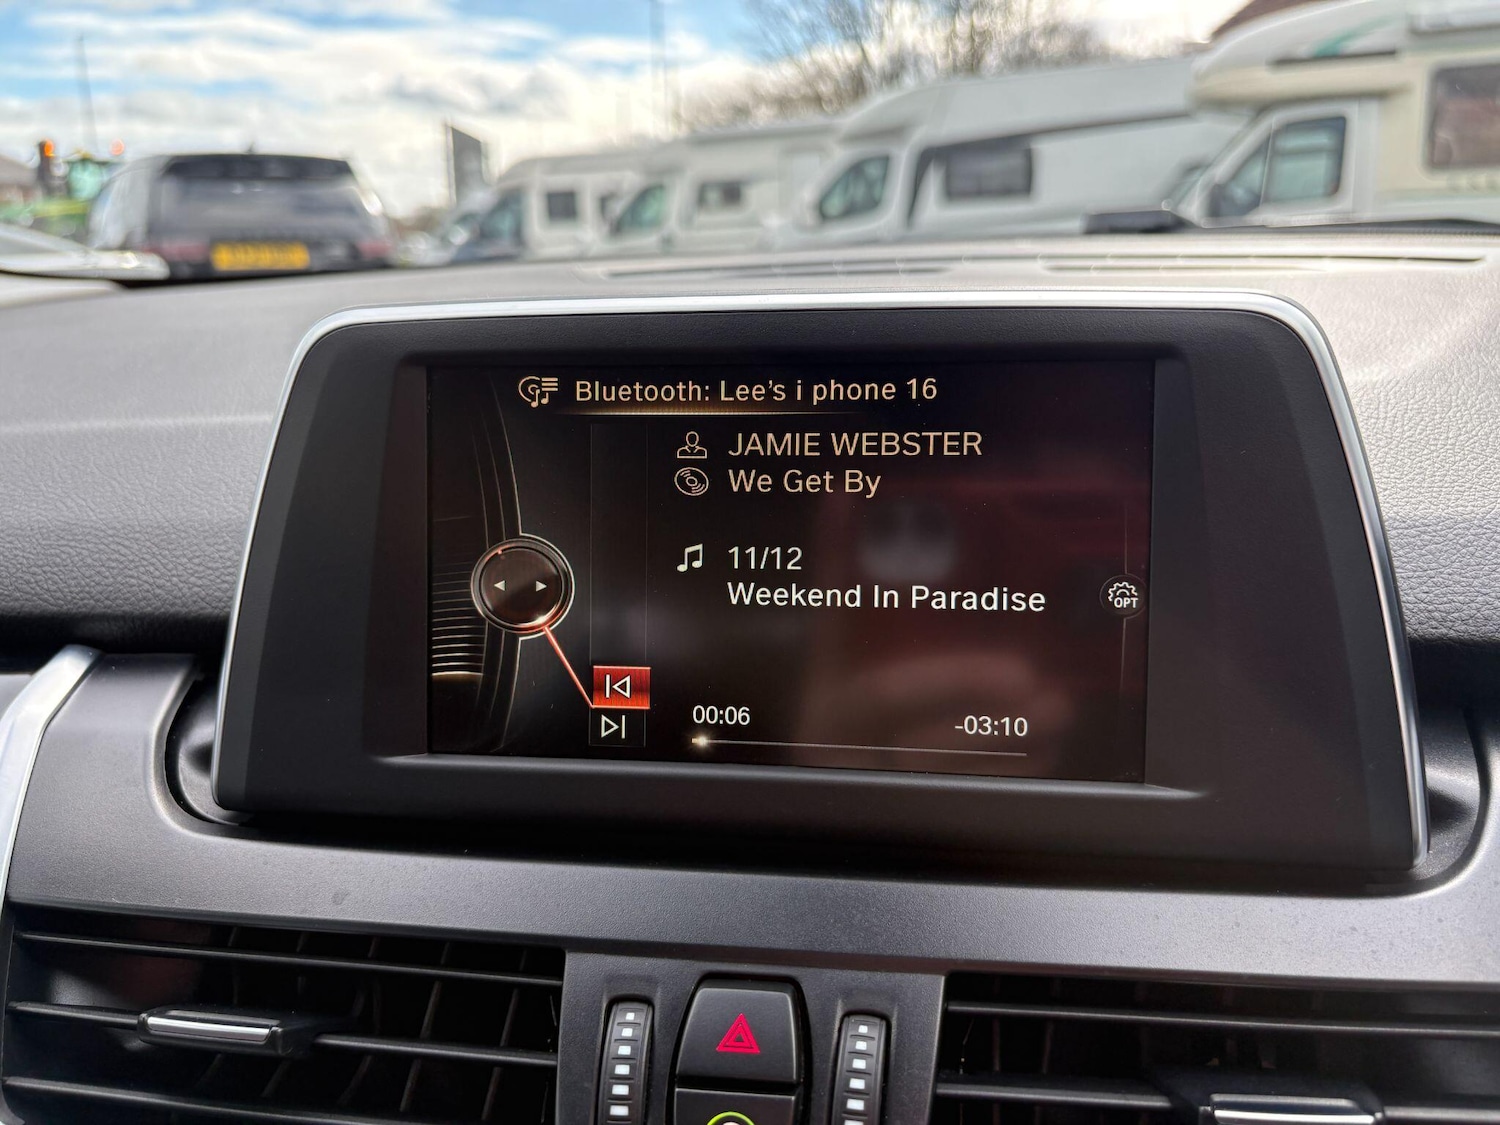 Bluetooth: Lee's i phone 16
JAMIE WEBSTER
We Get By
11/12
Weekend In Paradise
OPT
00:06
-03:10